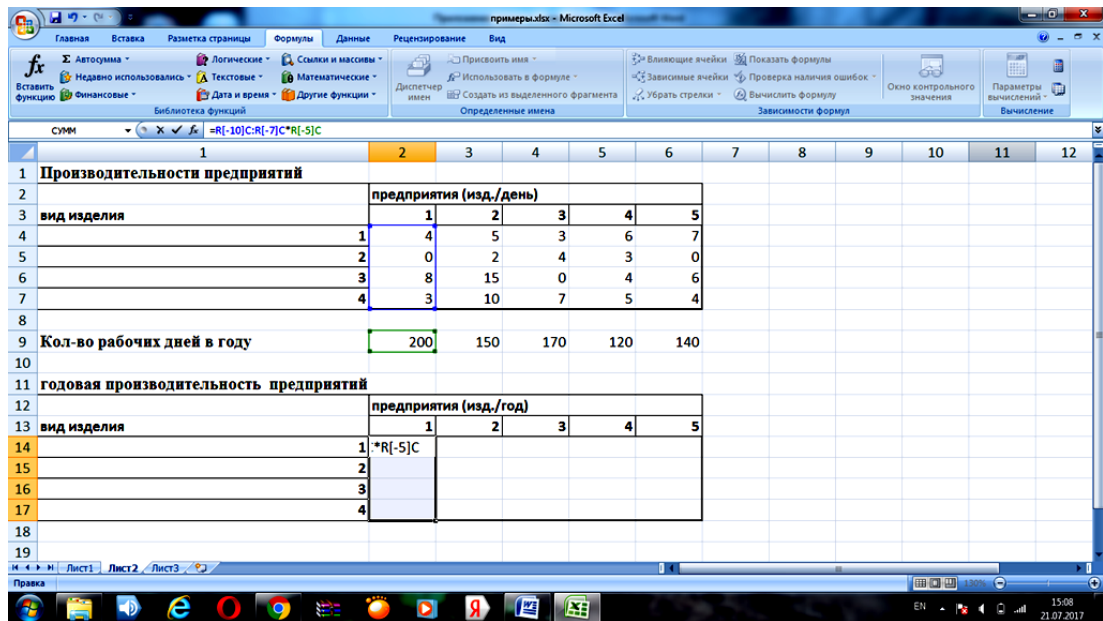 примеры.xlsx - Microsoft Excel
Главная Вставка Разметка страницы Формулы Данные Рецензирование Вид
fx Вставить функцию
Σ Автосумма
Недавно использовались
Финансовые
Логические
Текстовые
Дата и время
Ссылки и массивы
Математические
Другие функции
Библиотека функций
Диспетчер имен
Присвоить имя
Использовать в формуле
Создать из выделенного фрагмента
Определенные имена
Влияющие ячейки
Зависимые ячейки
Убрать стрелки
Показать формулы
Проверка наличия ошибок
Вычислить формулу
Зависимости формул
Окно контрольного значения
Параметры вычислений
Вычисление
СУММ fx =R[-10]C:R[-7]C*R[-5]C
1 2 3 4 5 6 7 8 9 10 11 12
1 Производительности предприятий
2 предприятия (изд./день)
3 вид изделия 1 2 3 4 5
4 1 4 5 3 6 7
5 2 0 2 4 3 0
6 3 8 15 0 4 6
7 4 3 10 7 5 4
8
9 Кол-во рабочих дней в году 200 150 170 120 140
10
11 годовая производительность предприятий
12 предприятия (изд./год)
13 вид изделия 1 2 3 4 5
14 1 :*R[-5]C
15 2
16 3
17 4
18
19
Лист1 Лист2 Лист3
Правка 130%
EN 15:08
21.07.2017